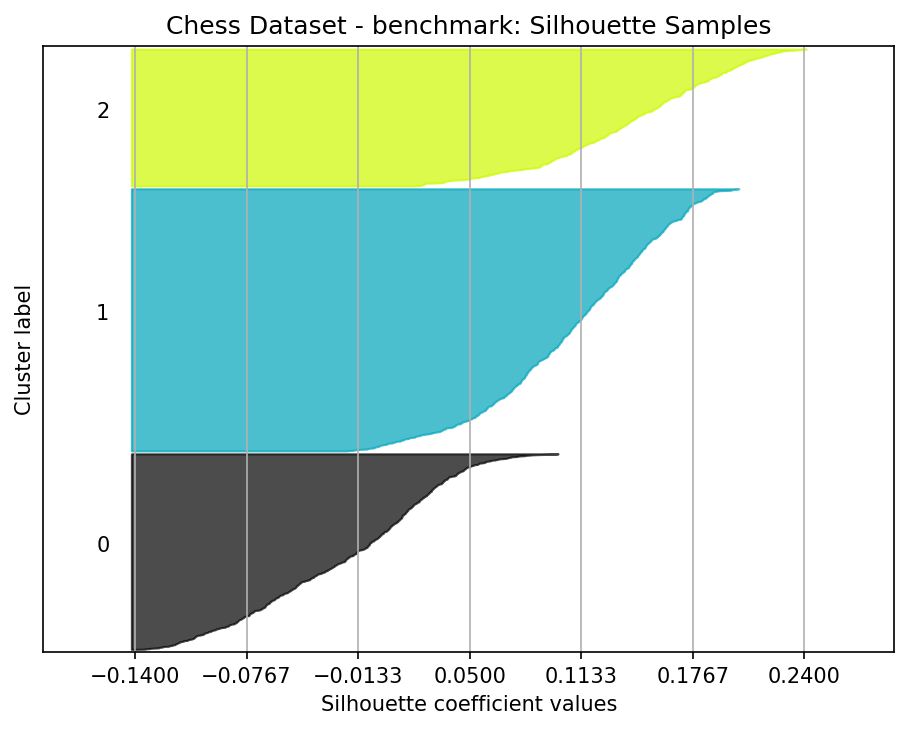 Chess Dataset - benchmark: Silhouette Samples
2
1
0
Cluster label
−0.1400 −0.0767 −0.0133 0.0500 0.1133 0.1767 0.2400
Silhouette coefficient values